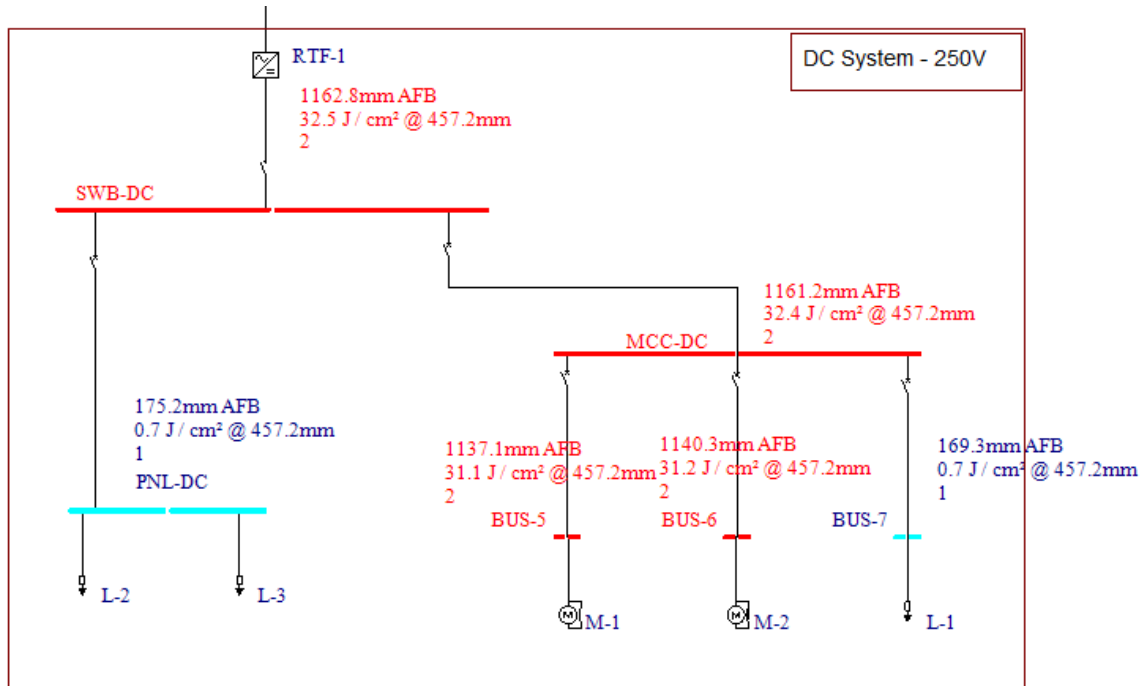 RTF-1
DC System - 250V
1162.8mm AFB
32.5 J / cm² @ 457.2mm
2
SWB-DC
1161.2mm AFB
32.4 J / cm² @ 457.2mm
2
MCC-DC
175.2mm AFB
0.7 J / cm² @ 457.2mm
1
PNL-DC
1137.1mm AFB
31.1 J / cm² @ 457.2mm
2
BUS-5
1140.3mm AFB
31.2 J / cm² @ 457.2mm
2
BUS-6
169.3mm AFB
0.7 J / cm² @ 457.2mm
1
BUS-7
L-2
L-3
M
M-1
M
M-2
L-1